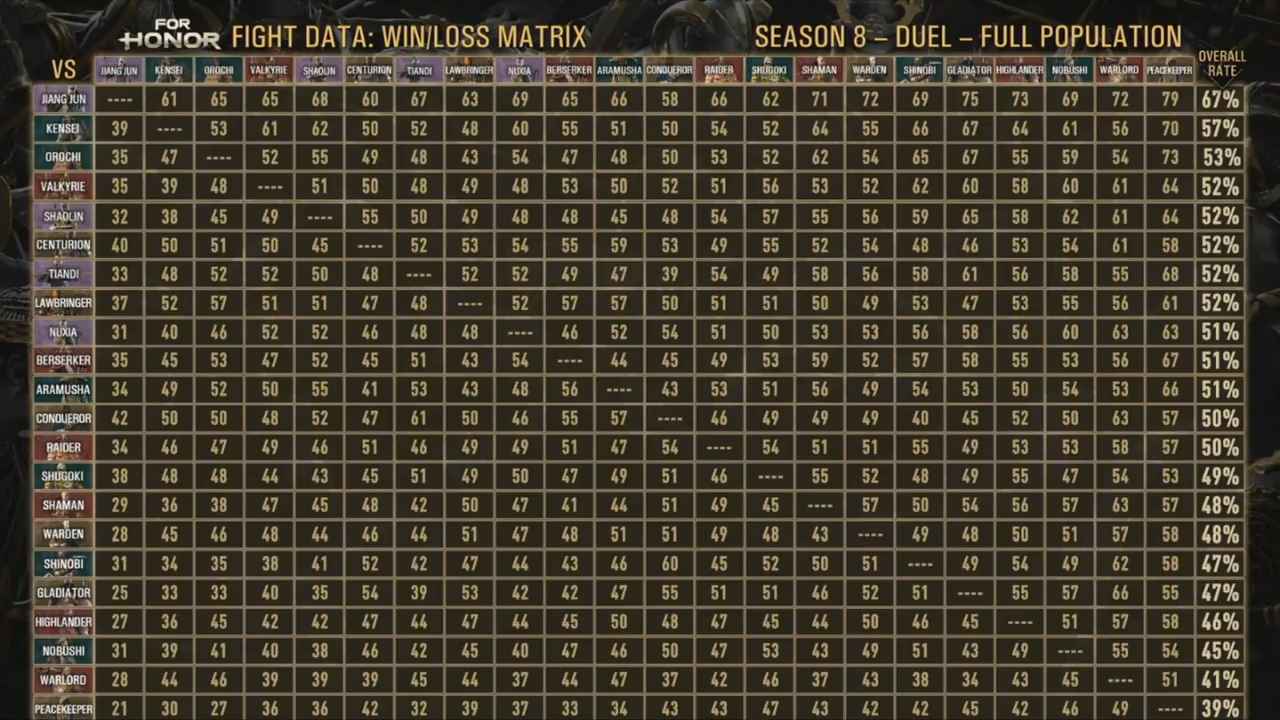 FOR HONOR FIGHT DATA: WIN/LOSS MATRIX SEASON 8 – DUEL – FULL POPULATION
VS JIANG JUN KENSEI OROCHI VALKYRIE SHAOLIN CENTURION TIANDI LAWBRINGER NUXIA BERSERKER ARAMUSHA CONQUEROR RAIDER SHUGOKI SHAMAN WARDEN SHINOBI GLADIATOR HIGHLANDER NOBUSHI WARLORD PEACEKEEPER OVERALL RATE
JIANG JUN ---- 61 65 65 68 60 67 63 69 65 66 58 66 62 71 72 69 75 73 69 72 79 67%
KENSEI 39 ---- 53 61 62 50 52 48 60 55 51 50 54 52 64 55 66 67 64 61 56 70 57%
OROCHI 35 47 ---- 52 55 49 48 43 54 47 48 50 53 52 62 54 65 67 55 59 54 73 53%
VALKYRIE 35 39 48 ---- 51 50 48 49 48 53 50 52 51 56 53 52 62 60 58 60 61 64 52%
SHAOLIN 32 38 45 49 ---- 55 50 49 48 48 45 48 54 57 55 56 59 65 58 62 61 64 52%
CENTURION 40 50 51 50 45 ---- 52 53 54 55 59 53 49 55 52 54 48 46 53 54 61 58 52%
TIANDI 33 48 52 52 50 48 ---- 52 52 49 47 39 54 49 58 56 58 61 56 58 55 68 52%
LAWBRINGER 37 52 57 51 51 47 48 ---- 52 57 57 50 51 51 50 49 53 47 53 55 56 61 52%
NUXIA 31 40 46 52 52 46 48 48 ---- 46 52 54 51 50 53 53 56 58 56 60 63 63 51%
BERSERKER 35 45 53 47 52 45 51 43 54 ---- 44 45 49 53 59 52 57 58 55 53 56 67 51%
ARAMUSHA 34 49 52 50 55 41 53 43 48 56 ---- 43 53 51 56 49 54 53 50 54 53 66 51%
CONQUEROR 42 50 50 48 52 47 61 50 46 55 57 ---- 46 49 49 49 40 45 52 50 63 57 50%
RAIDER 34 46 47 49 46 51 46 49 49 51 47 54 ---- 54 51 51 55 49 53 53 58 57 50%
SHUGOKI 38 48 48 44 43 45 51 49 50 47 49 51 46 ---- 55 52 48 49 55 47 54 53 49%
SHAMAN 29 36 38 47 45 48 42 50 47 41 44 51 49 45 ---- 57 50 54 56 57 63 57 48%
WARDEN 28 45 46 48 44 46 44 51 47 48 51 51 49 48 43 ---- 49 48 50 51 57 58 48%
SHINOBI 31 34 35 38 41 52 42 47 44 43 46 60 45 52 50 51 ---- 49 54 49 62 58 47%
GLADIATOR 25 33 33 40 35 54 39 53 42 42 47 55 51 51 46 52 51 ---- 55 57 66 55 47%
HIGHLANDER 27 36 45 42 42 47 44 47 44 45 50 48 47 45 44 50 46 45 ---- 51 57 58 46%
NOBUSHI 31 39 41 40 38 46 42 45 40 47 46 50 47 53 43 49 51 43 49 ---- 55 54 45%
WARLORD 28 44 46 39 39 39 45 44 37 44 47 37 42 46 37 43 38 34 43 45 ---- 51 41%
PEACEKEEPER 21 30 27 36 36 42 32 39 37 33 34 43 43 47 43 42 42 45 42 46 49 ---- 39%